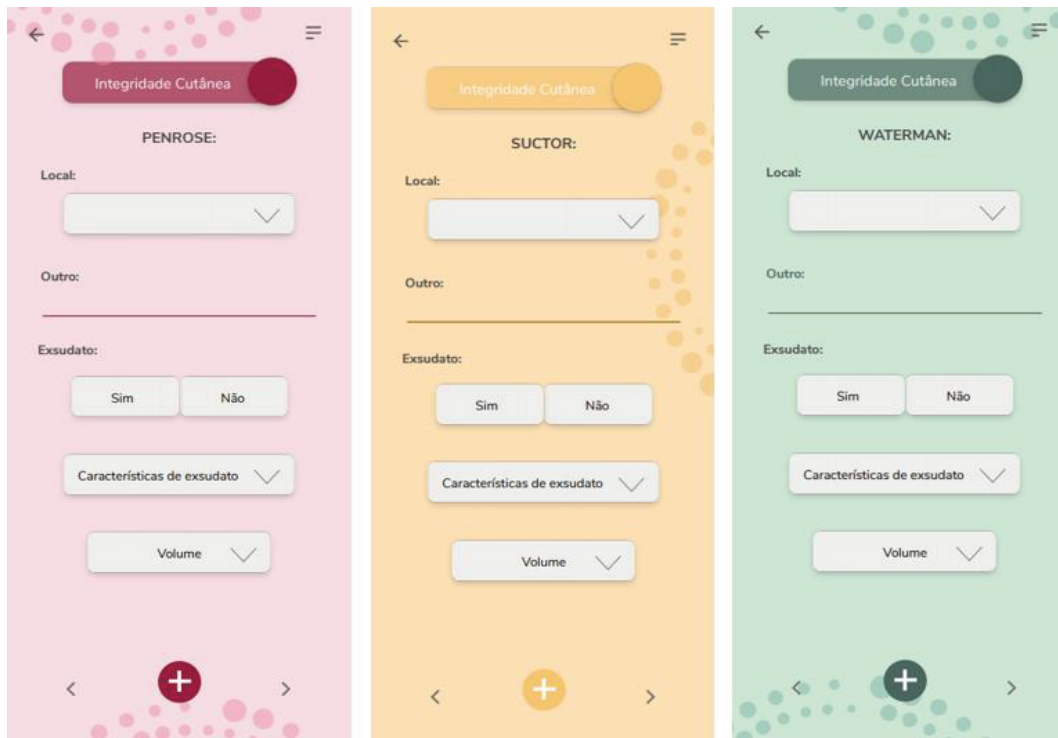 Integridade Cutânea
PENROSE:
Local:
Outro:
Exsudato:
Sim Não
Características de exsudato
Volume
Integridade Cutânea
SUCTOR:
Local:
Outro:
Exsudato:
Sim Não
Características de exsudato
Volume
Integridade Cutânea
WATERMAN:
Local:
Outro:
Exsudato:
Sim Não
Características de exsudato
Volume